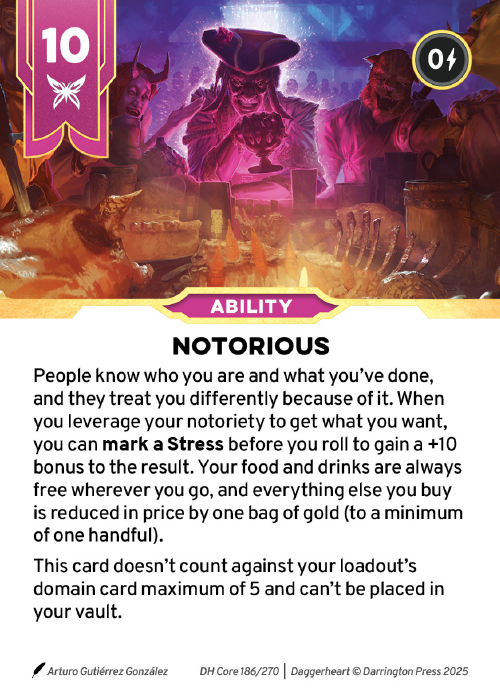 10
0
ABILITY
NOTORIOUS
People know who you are and what you've done,
and they treat you differently because of it. When
you leverage your notoriety to get what you want,
you can mark a Stress before you roll to gain a +10
bonus to the result. Your food and drinks are always
free wherever you go, and everything else you buy
is reduced in price by one bag of gold (to a minimum
of one handful).
This card doesn't count against your loadout's
domain card maximum of 5 and can't be placed in
your vault.
Arturo Gutiérrez González DH Core 186/270 | Daggerheart © Darrington Press 2025